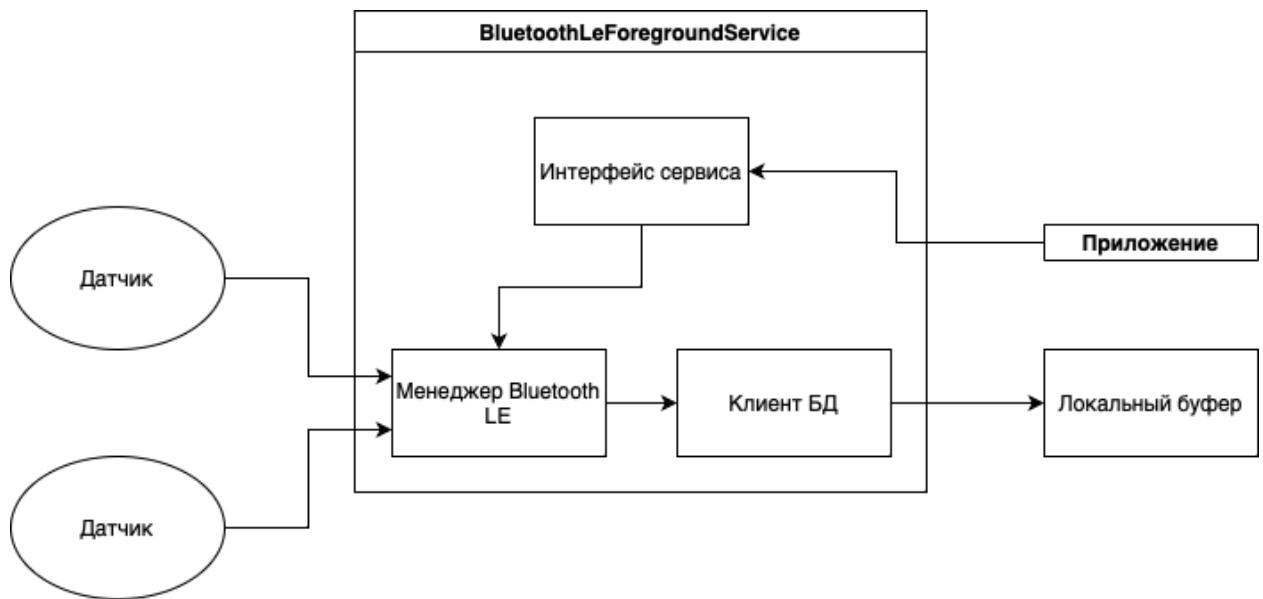 BluetoothLeForegroundService
Интерфейс сервиса
Приложение
Датчик
Менеджер Bluetooth
LE
Клиент БД
Локальный буфер
Датчик